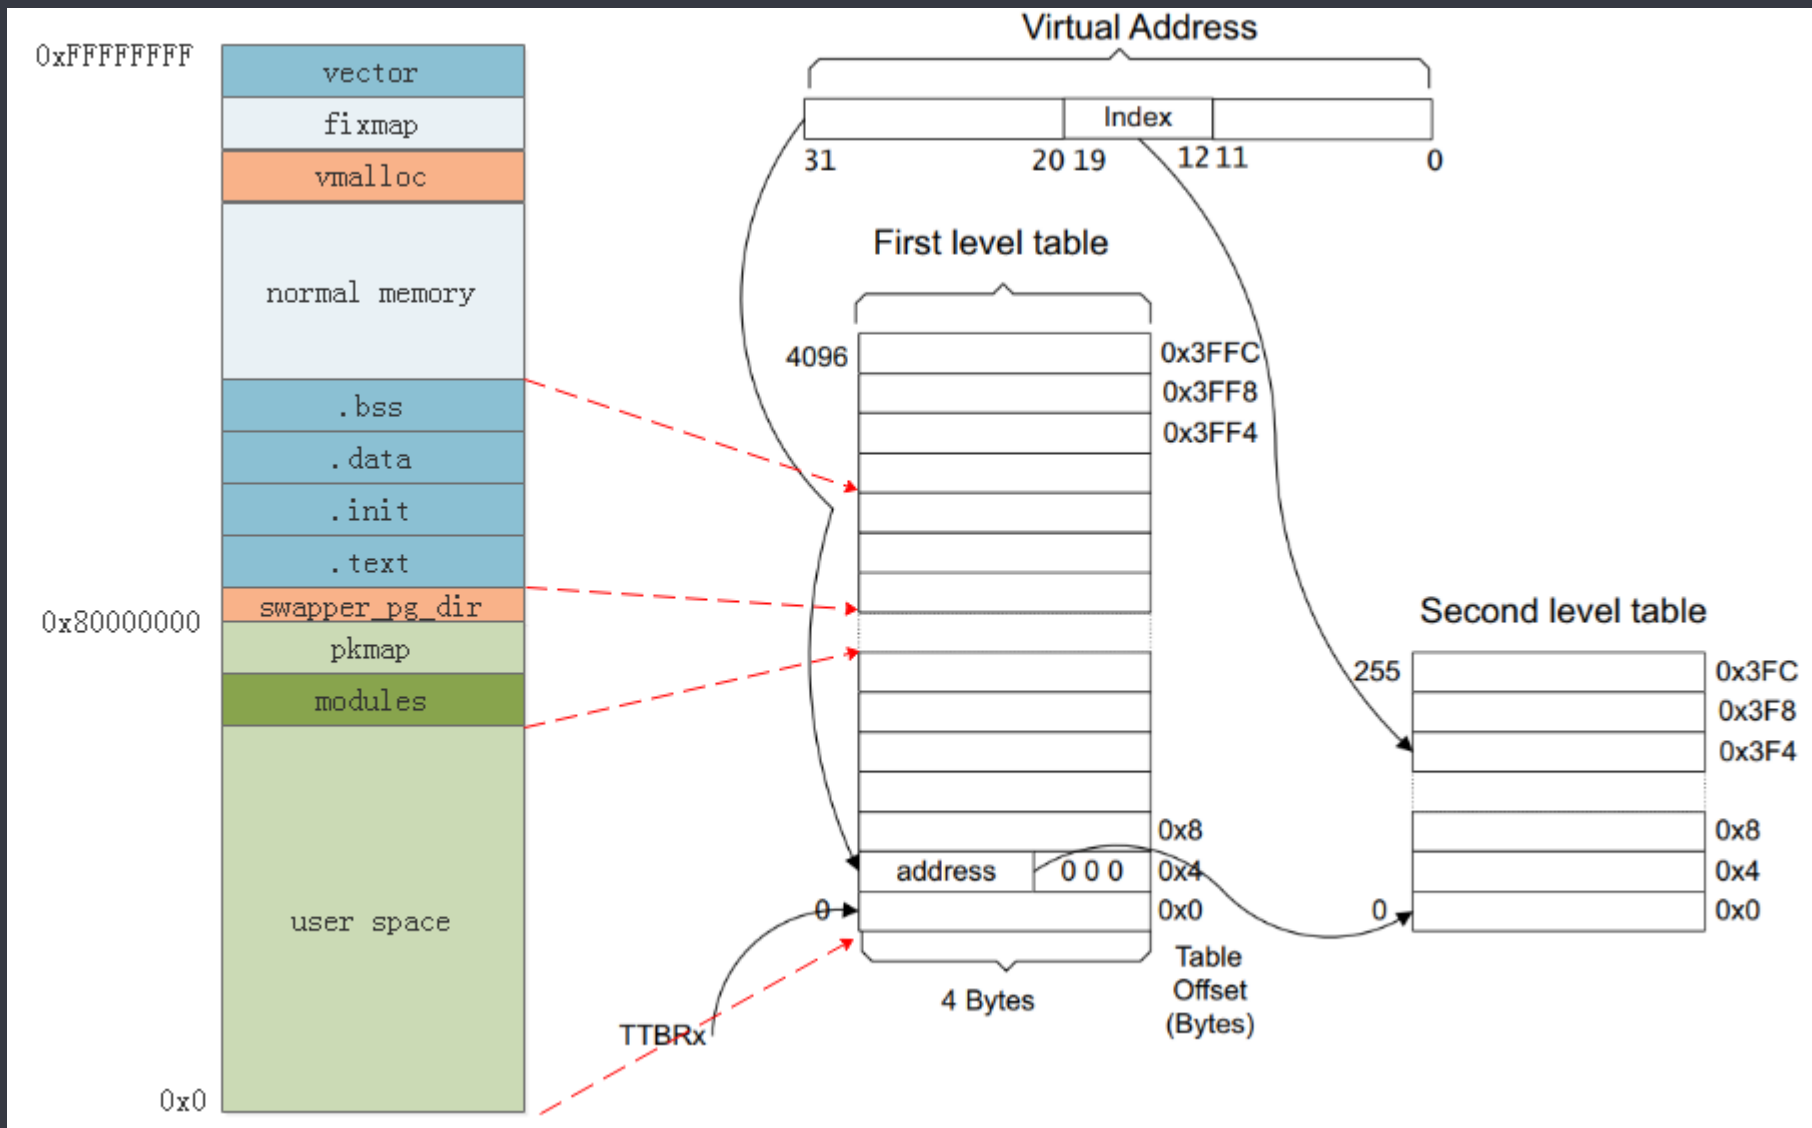 0xFFFFFFFF
vector
fixmap
vmalloc
normal memory
.bss
.data
.init
.text
swapper_pg_dir
0x80000000
pkmap
modules
user space
0x0
Virtual Address
Index
31
20 19
12 11
0
First level table
4096
0x3FFC
0x3FF8
0x3FF4
0x8
address
0 0 0
0x4
0
0x0
4 Bytes
Table
Offset
(Bytes)
TTBRx
Second level table
255
0x3FC
0x3F8
0x3F4
0x8
0x4
0
0x0